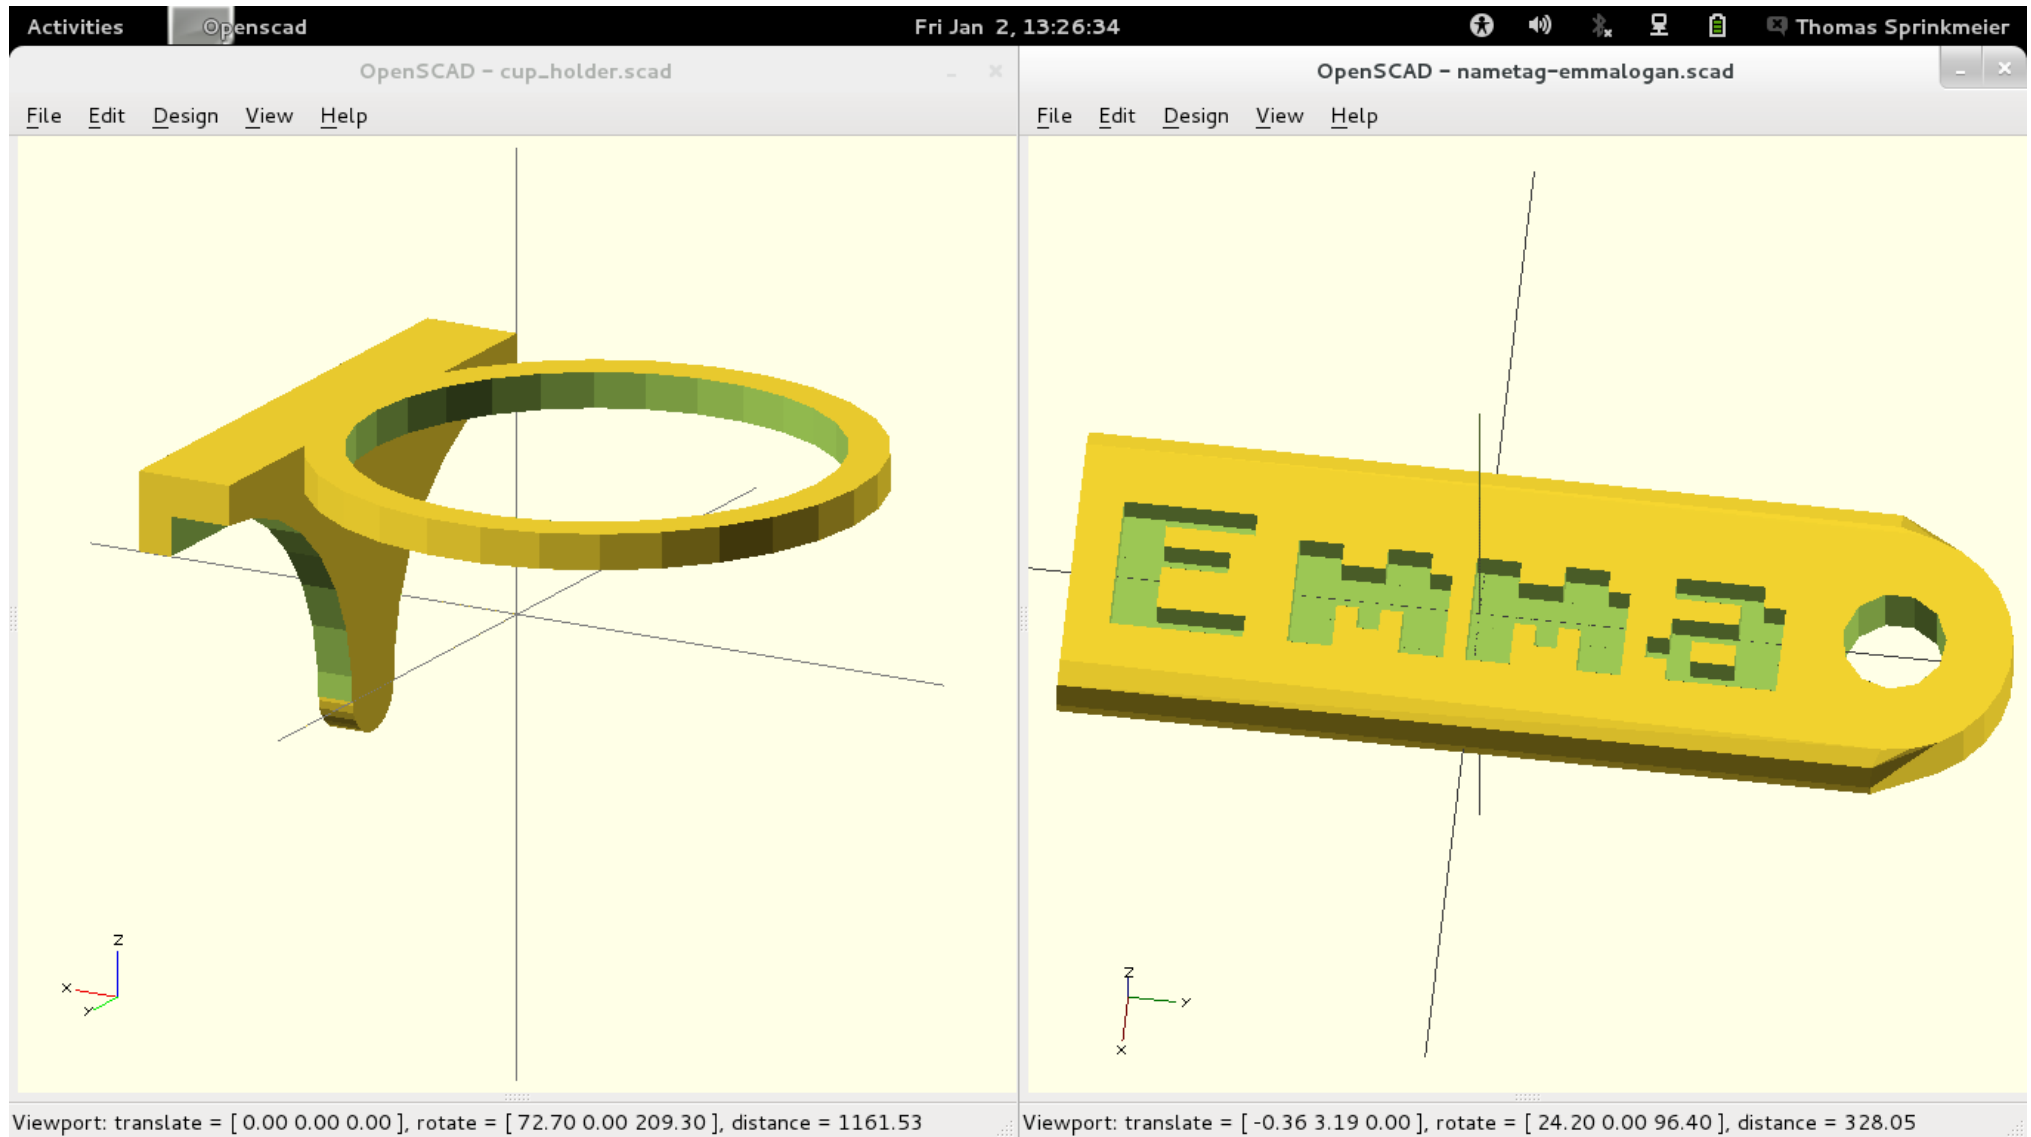 Activities Openscad Fri Jan 2, 13:26:34 Thomas Sprinkmeier
OpenSCAD - cup_holder.scad
File Edit Design View Help
Z
X
Y
Viewport: translate = [ 0.00 0.00 0.00 ], rotate = [ 72.70 0.00 209.30 ], distance = 1161.53
OpenSCAD - nametag-emmalogan.scad
File Edit Design View Help
Emma
Z
Y
X
Viewport: translate = [ -0.36 3.19 0.00 ], rotate = [ 24.20 0.00 96.40 ], distance = 328.05